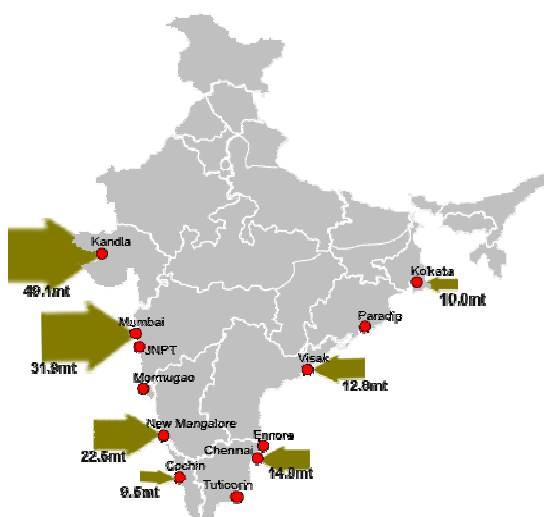 Kandla
49.1mt
Kolkata
10.0mt
Mumbai
Paradip
JNPT
31.9mt
Visak
12.9mt
Mormugao
New Mangalore
22.5mt
Ennore
Chennai
14.9mt
Cochin
9.5mt
Tuticorin